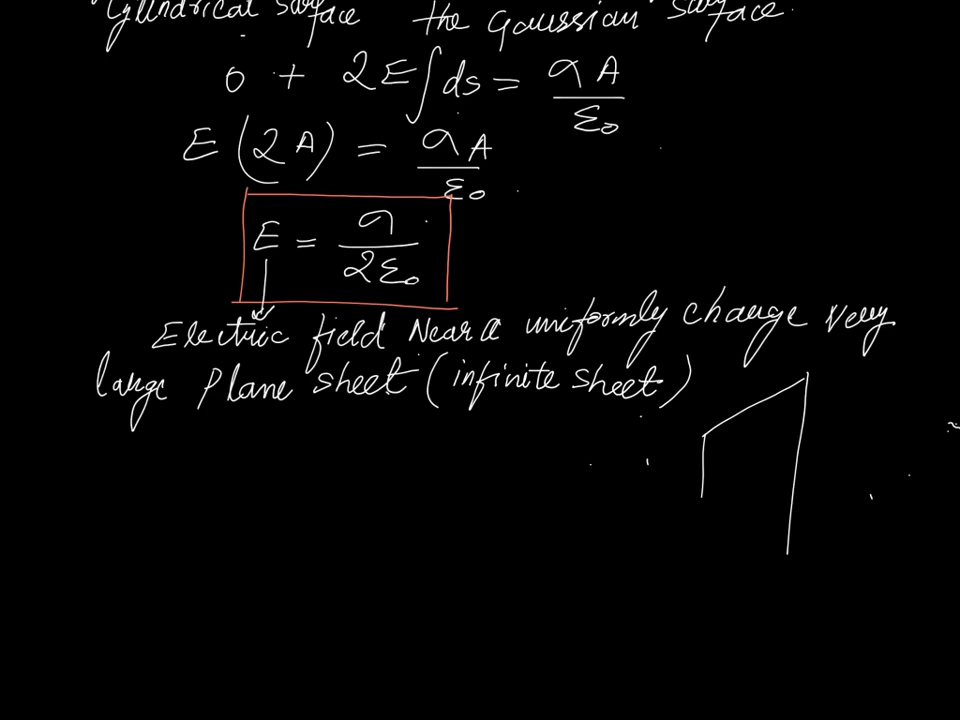 Cylindrical surface the Gaussian surface.
0 + 2E∫ds = σA/ε₀
E(2A) = σA/ε₀
E = σ/2ε₀
Electric field Near a uniformly change very
large Plane sheet (infinite sheet)